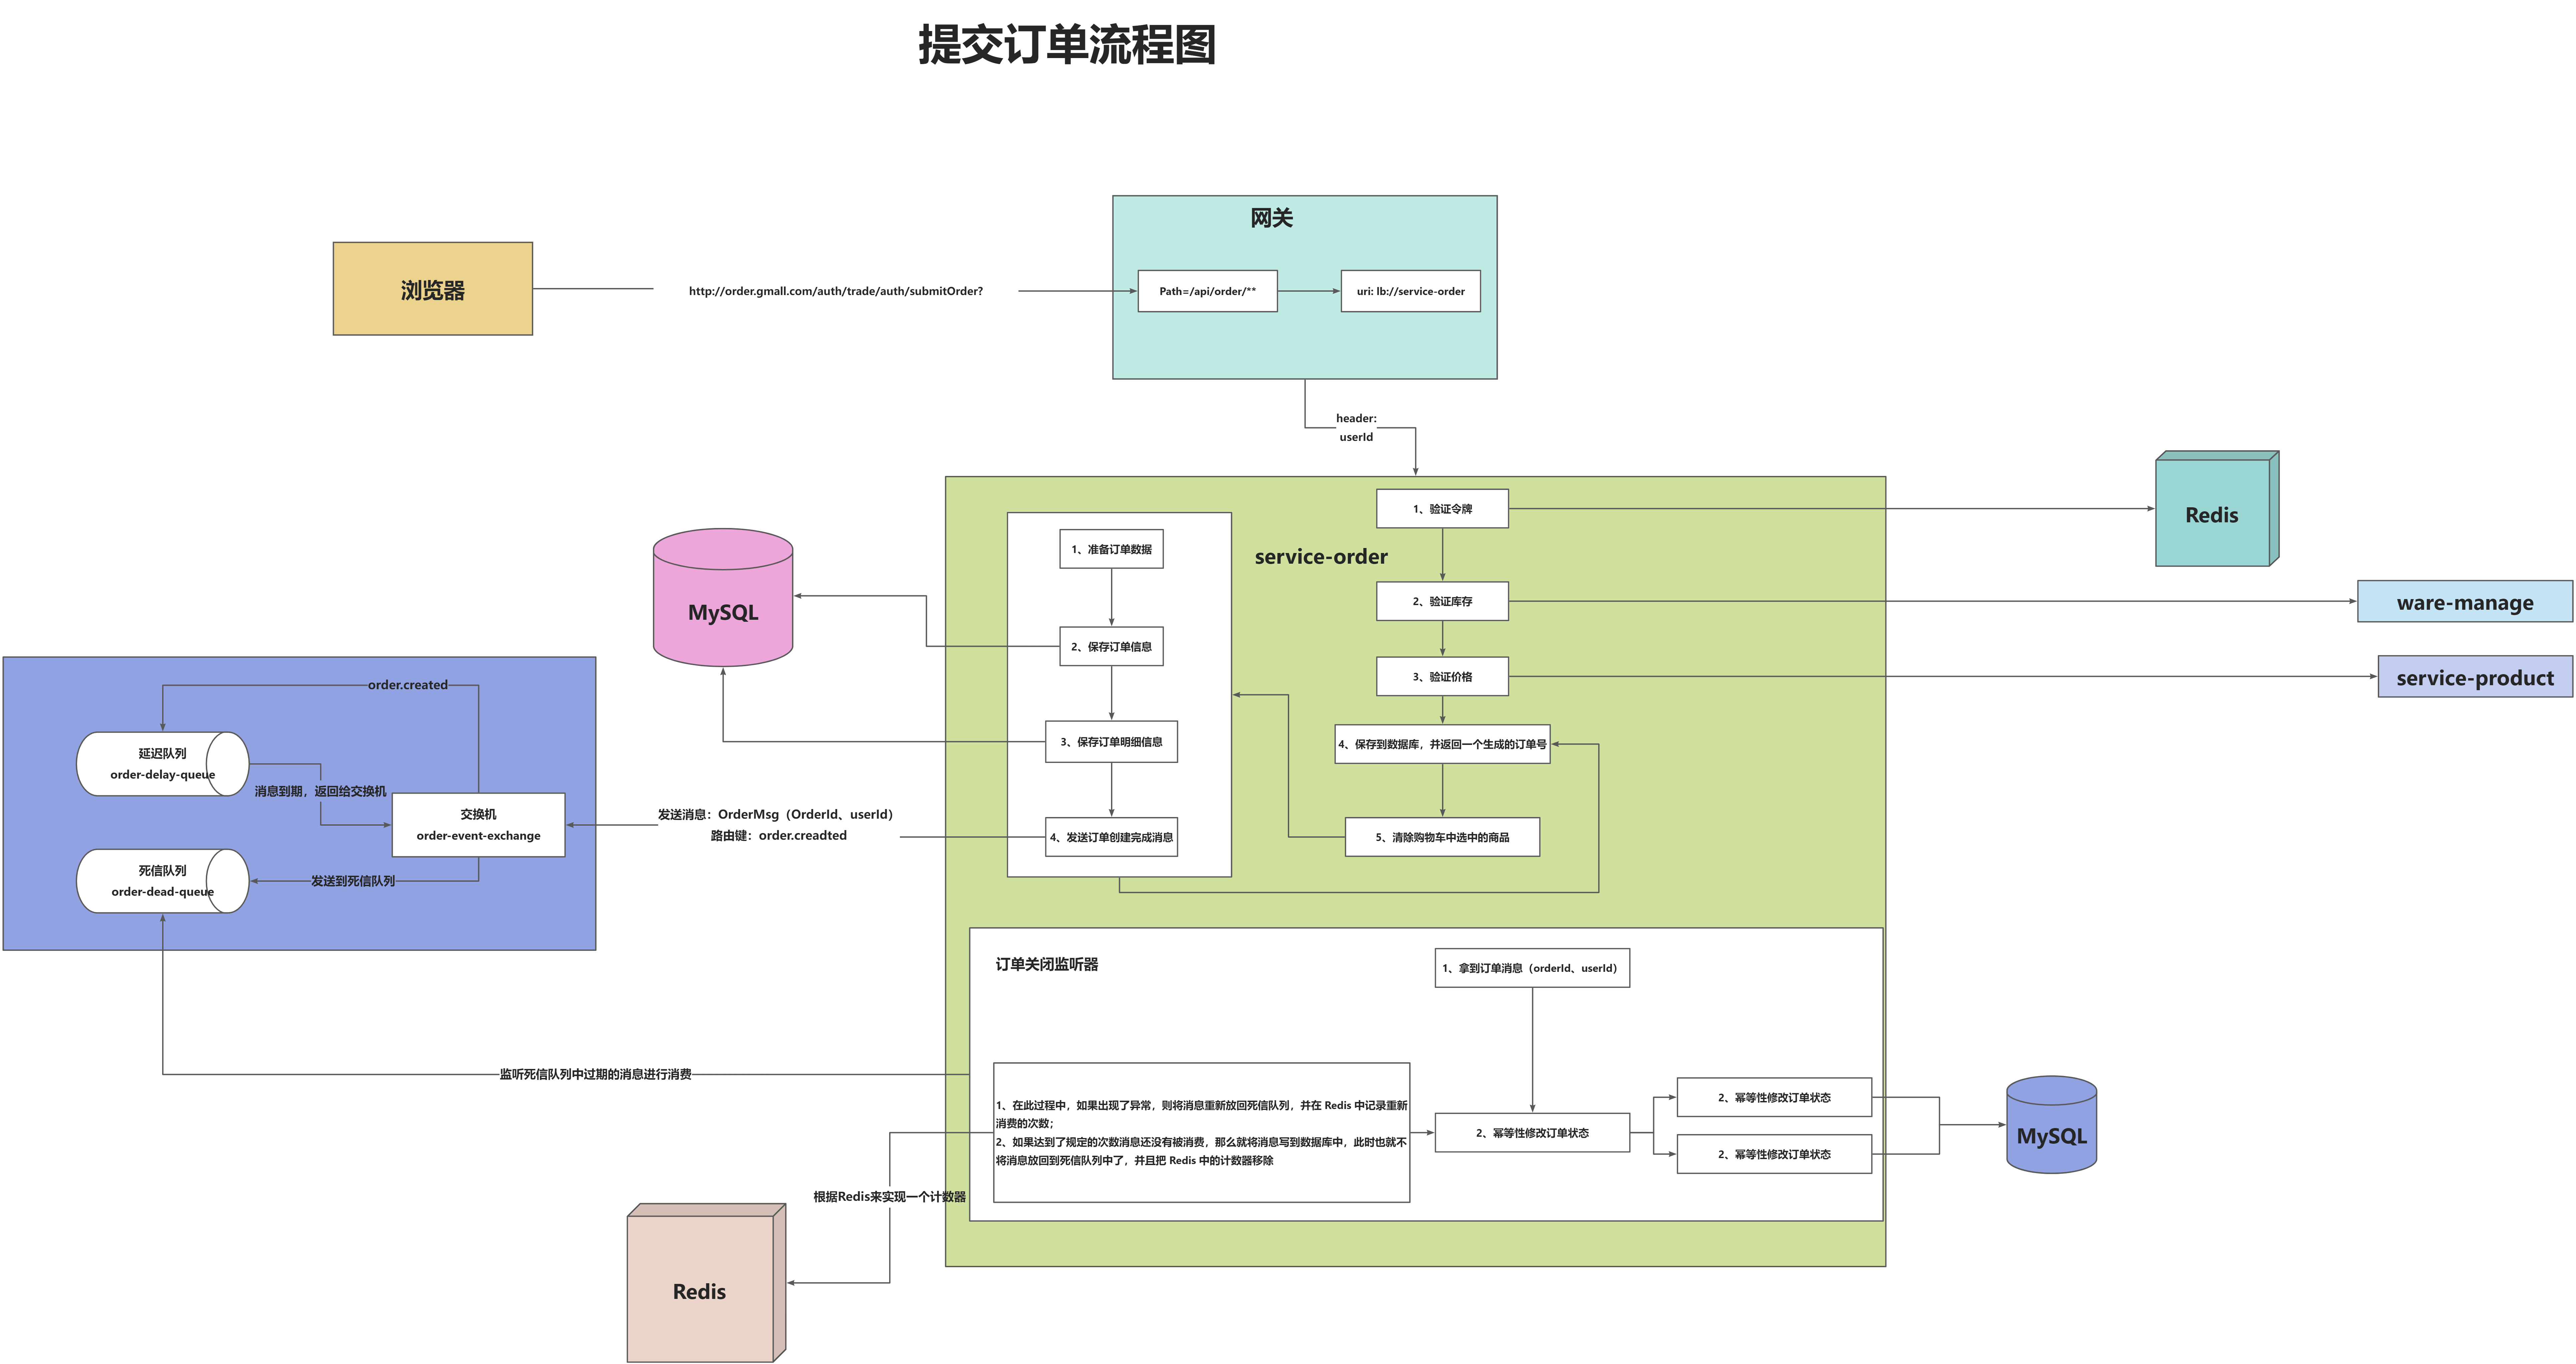 提交订单流程图
网关
浏览器
http://order.gmall.com/auth/trade/auth/submitOrder?
Path=/api/order/**
uri: lb://service-order
header:
userId
1、验证令牌
Redis
service-order
1、准备订单数据
2、验证库存
ware-manage
MySQL
2、保存订单信息
3、验证价格
service-product
3、保存订单明细信息
4、保存到数据库，并返回一个生成的订单号
4、发送订单创建完成消息
5、清除购物车中选中的商品
order.created
延迟队列
order-delay-queue
消息到期，返回给交换机
交换机
order-event-exchange
发送消息：OrderMsg（OrderId、userId）
路由键：order.creadted
死信队列
order-dead-queue
发送到死信队列
订单关闭监听器
1、拿到订单消息（orderId、userId）
监听死信队列中过期的消息进行消费
1、在此过程中，如果出现了异常，则将消息重新放回死信队列，并在 Redis 中记录重新
消费的次数；
2、如果达到了规定的次数消息还没有被消费，那么就将消息写到数据库中，此时也就不
将消息放回到死信队列中了，并且把 Redis 中的计数器移除
2、幂等性修改订单状态
2、幂等性修改订单状态
2、幂等性修改订单状态
MySQL
根据Redis来实现一个计数器
Redis